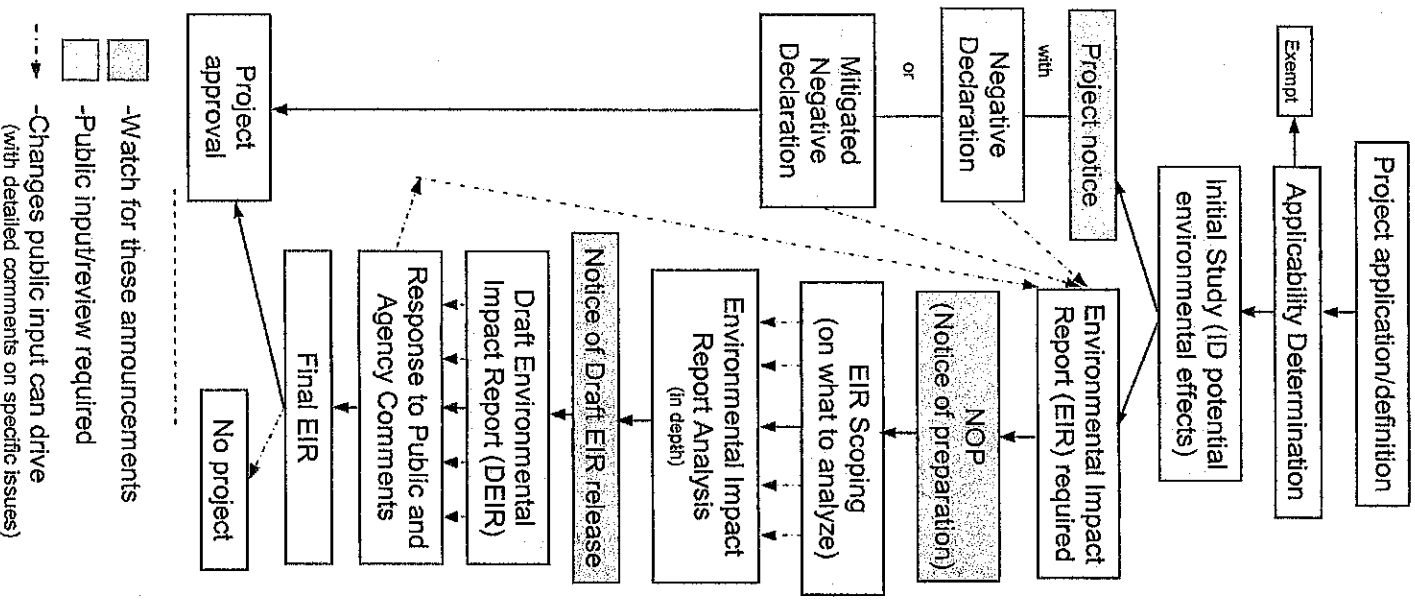 Project application/definition
Exempt
Applicability Determination
Initial Study (ID potential
environmental effects)
Project notice
with
Negative
Declaration
or
Mitigated
Negative
Declaration
Environmental Impact
Report (EIR) required
NOP
(Notice of preparation)
EIR Scoping
(on what to analyze)
Environmental Impact
Report Analysis
(in depth)
Notice of Draft EIR release
Draft Environmental
Impact Report (DEIR)
Response to Public and
Agency Comments
Final EIR
Project
approval
No project
-Watch for these announcements
-Public input/review required
-Changes public input can drive
(with detailed comments on specific issues)